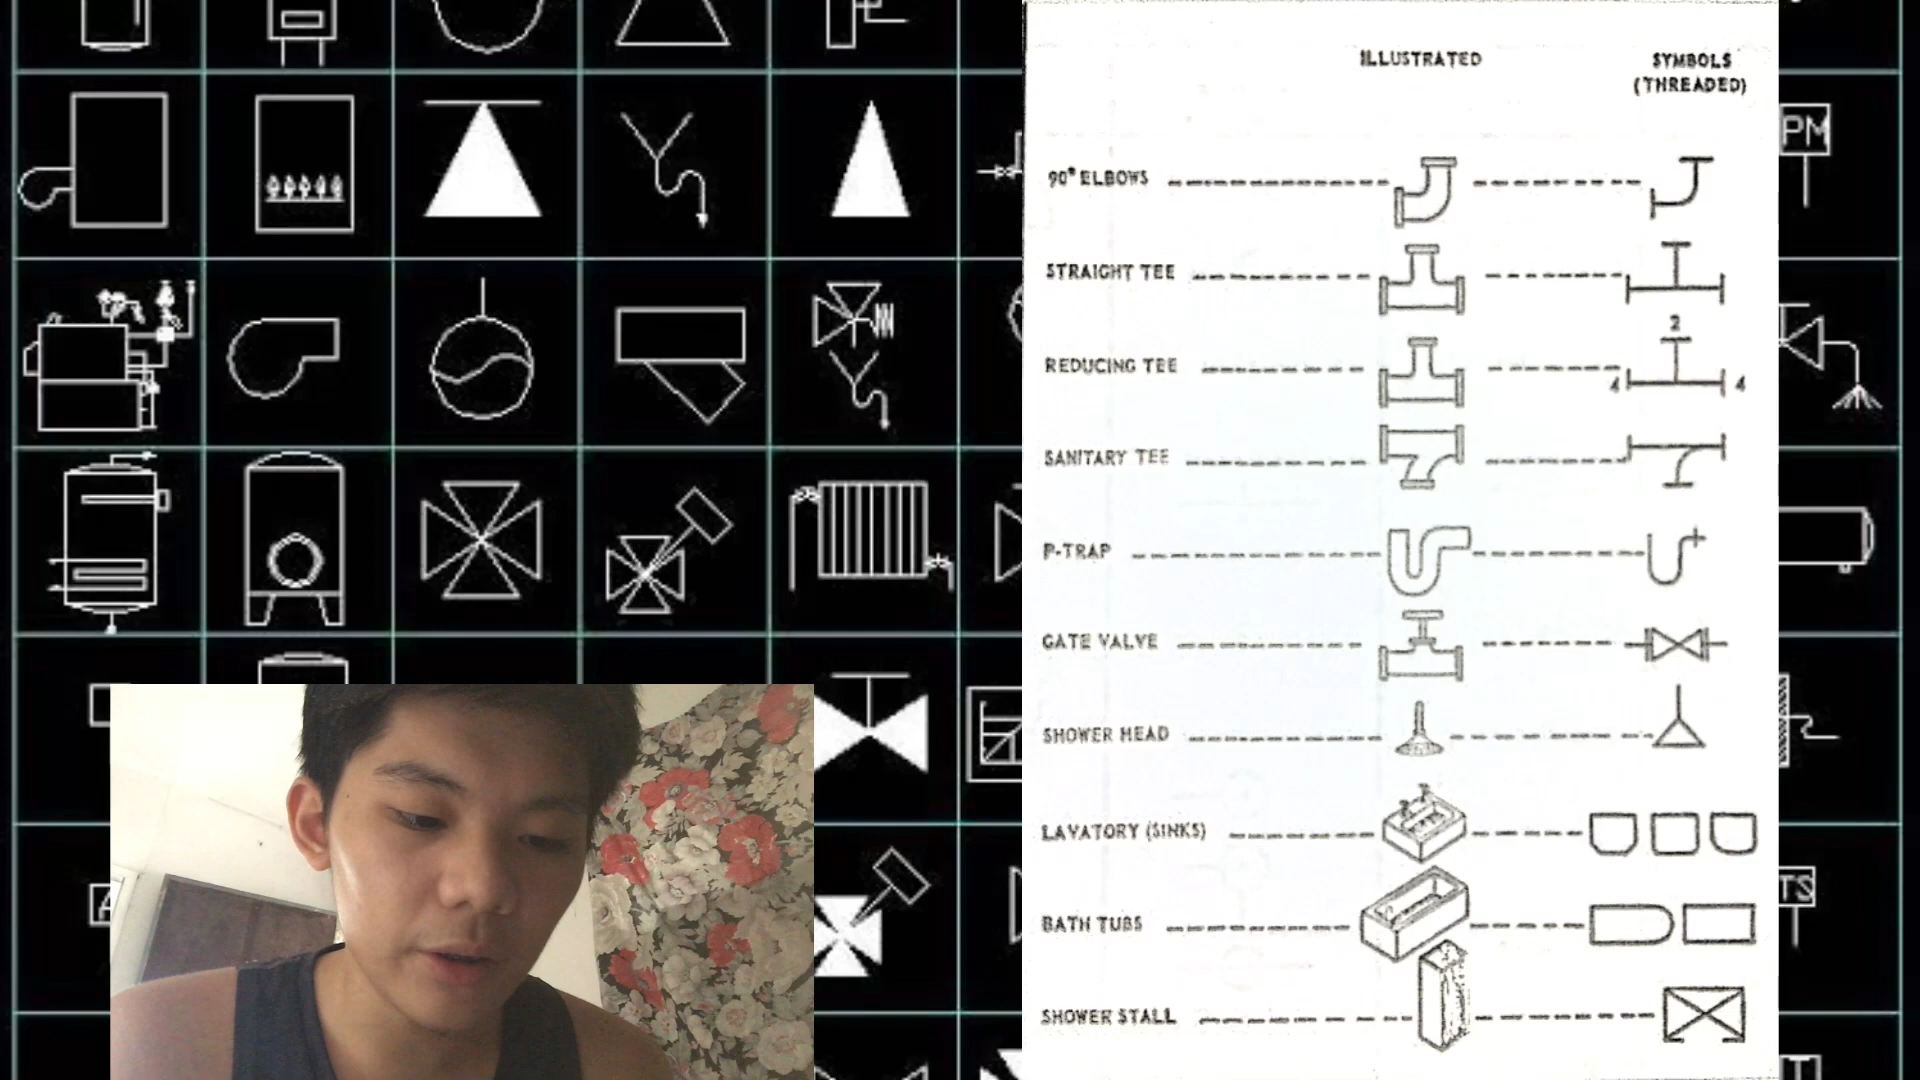 ILLUSTRATED
SYMBOLS
(THREADED)
90° ELBOWS
STRAIGHT TEE
REDUCING TEE
2
4 4
SANITARY TEE
P-TRAP
GATE VALVE
SHOWER HEAD
LAVATORY (SINKS)
BATH TUBS
SHOWER STALL
PM
TS
A